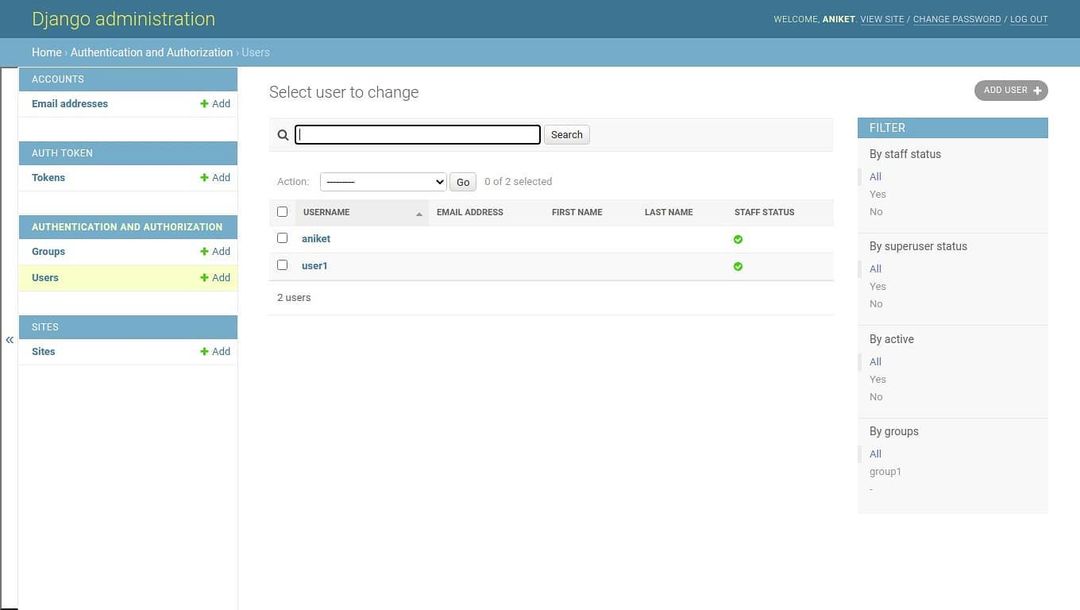 Django administration
WELCOME, ANIKET. VIEW SITE / CHANGE PASSWORD / LOG OUT
Home › Authentication and Authorization › Users
ACCOUNTS
Email addresses + Add
AUTH TOKEN
Tokens + Add
AUTHENTICATION AND AUTHORIZATION
Groups + Add
Users + Add
SITES
Sites + Add
«
Select user to change
ADD USER +
Search
Action: --------- Go 0 of 2 selected
USERNAME EMAIL ADDRESS FIRST NAME LAST NAME STAFF STATUS
aniket
user1
2 users
FILTER
By staff status
All
Yes
No
By superuser status
All
Yes
No
By active
All
Yes
No
By groups
All
group1
-